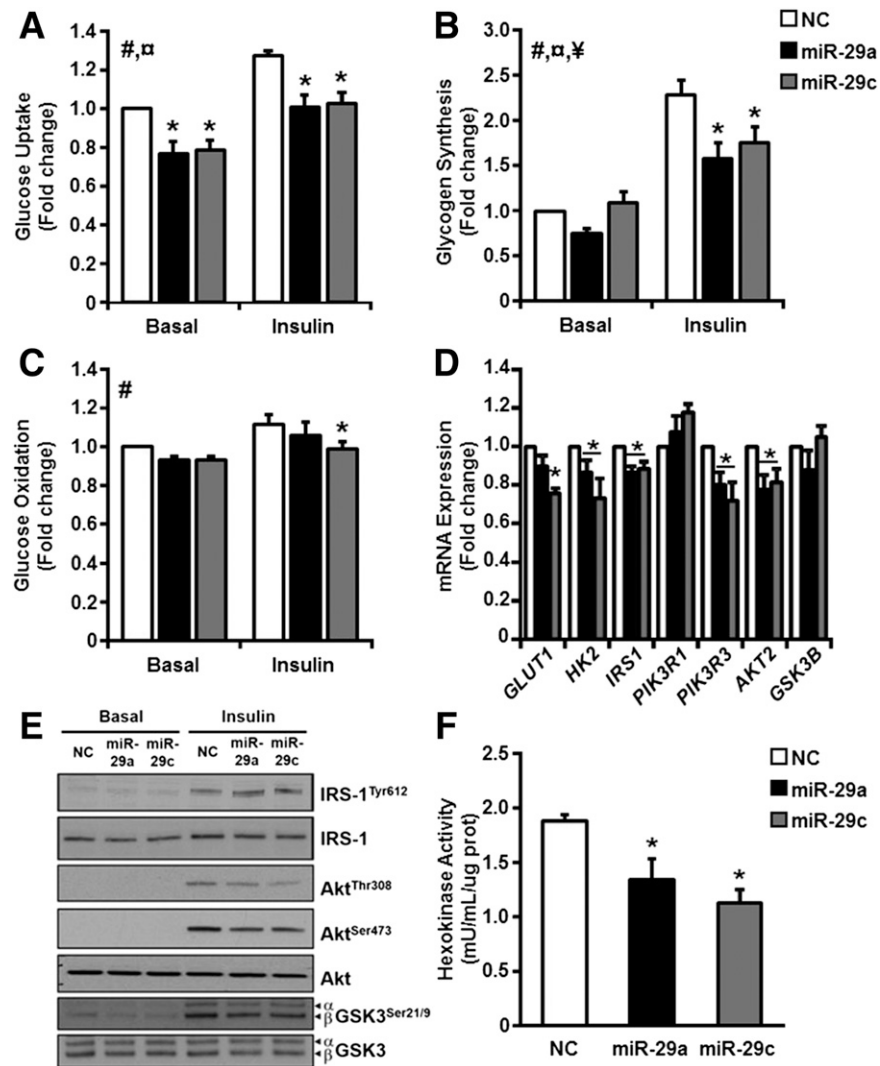 A
#,¤
Glucose Uptake
(Fold change)
1.4
1.2
1.0
0.8
0.6
0.4
0.2
0
*
*
*
*
Basal
Insulin
B
#,¤,¥
Glycogen Synthesis
(Fold change)
3.0
2.5
2.0
1.5
1.0
0.5
0
*
*
Basal
Insulin
NC
miR-29a
miR-29c
C
#
Glucose Oxidation
(Fold change)
1.4
1.2
1.0
0.8
0.6
0.4
0.2
0
*
Basal
Insulin
D
mRNA Expression
(Fold change)
1.4
1.2
1.0
0.8
0.6
0.4
0.2
0
*
*
*
*
*
GLUT1
HK2
IRS1
PIK3R1
PIK3R3
AKT2
GSK3B
E
Basal
Insulin
NC
miR-29a
miR-29c
NC
miR-29a
miR-29c
IRS-1Tyr612
IRS-1
AktThr308
AktSer473
Akt
α
β GSK3Ser21/9
α
β GSK3
F
Hexokinase Activity
(mU/mL/ug prot)
2.5
2.0
1.5
1.0
0.5
0
*
*
NC
miR-29a
miR-29c
NC
miR-29a
miR-29c